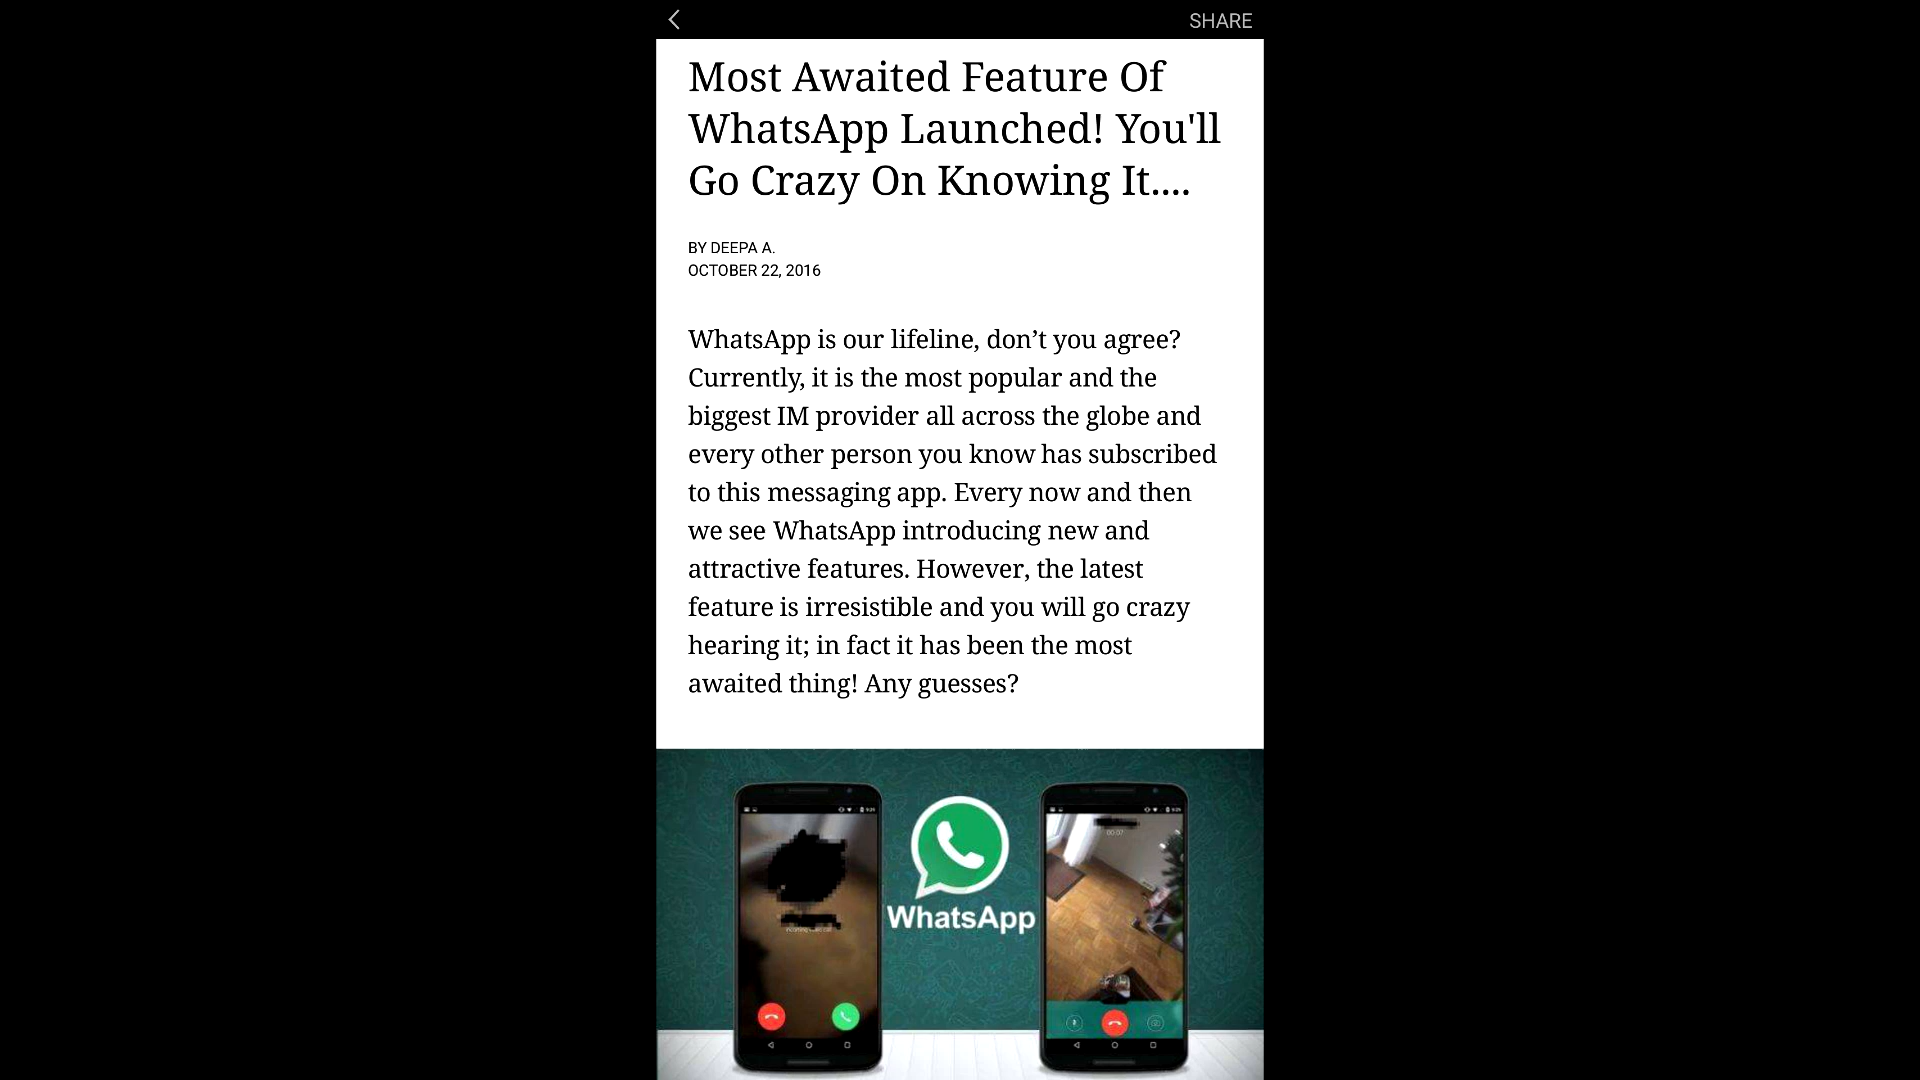 SHARE
Most Awaited Feature Of
WhatsApp Launched! You'll
Go Crazy On Knowing It....
BY DEEPA A.
OCTOBER 22, 2016
WhatsApp is our lifeline, don’t you agree?
Currently, it is the most popular and the
biggest IM provider all across the globe and
every other person you know has subscribed
to this messaging app. Every now and then
we see WhatsApp introducing new and
attractive features. However, the latest
feature is irresistible and you will go crazy
hearing it; in fact it has been the most
awaited thing! Any guesses?
WhatsApp
00:07